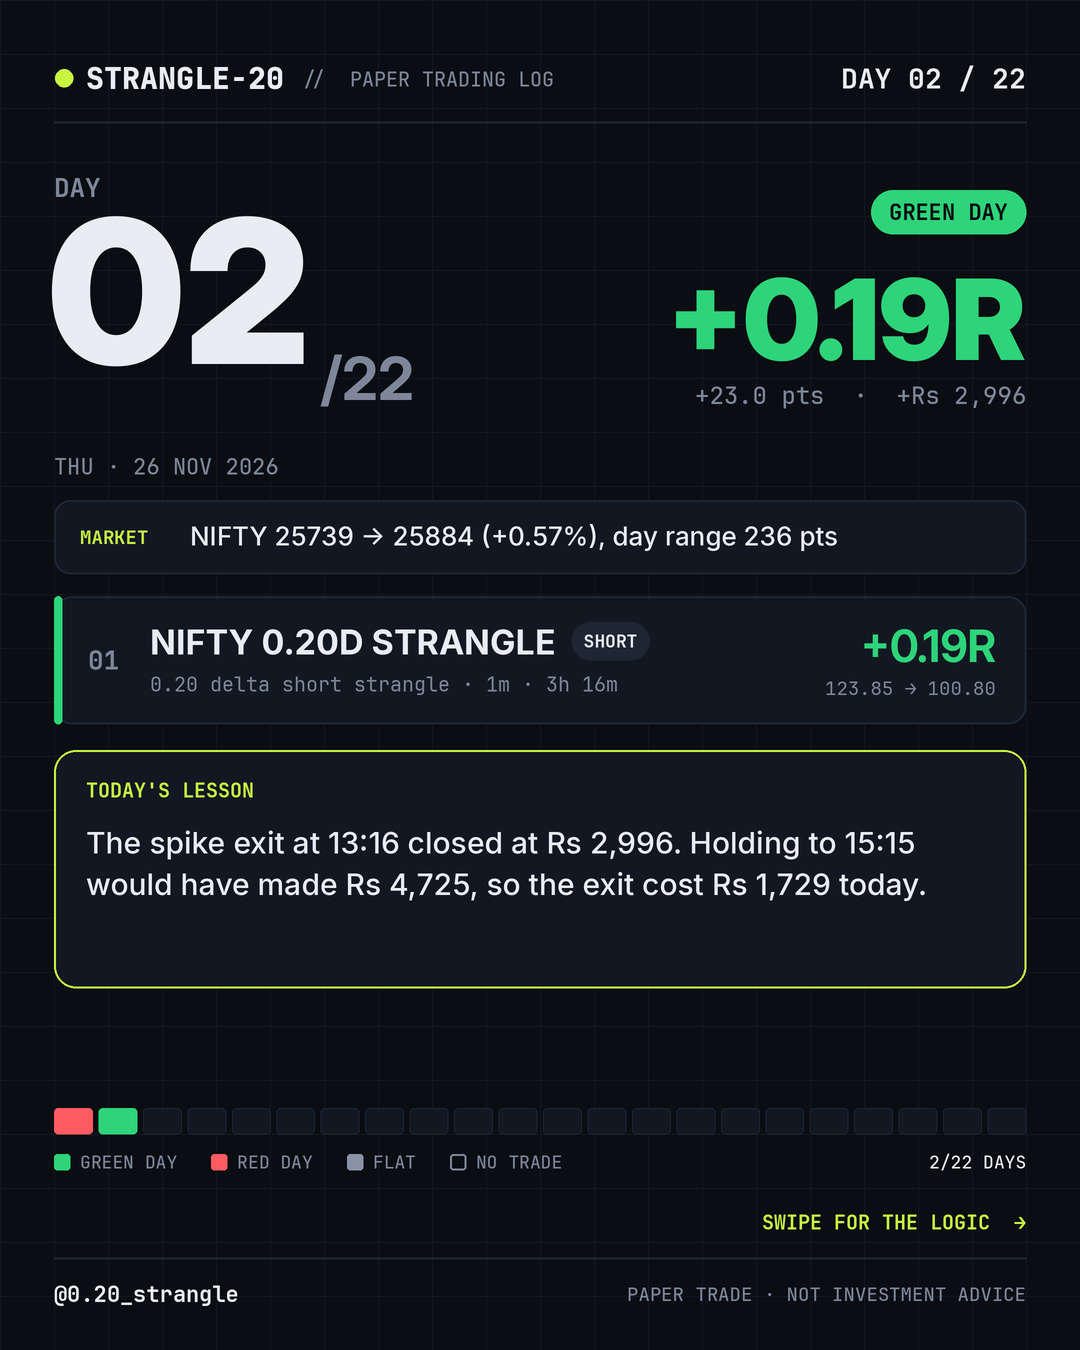 STRANGLE-20 // PAPER TRADING LOG
DAY 02 / 22
DAY
02 /22
GREEN DAY
+0.19R
+23.0 pts · +Rs 2,996
THU · 26 NOV 2026
MARKET NIFTY 25739 → 25884 (+0.57%), day range 236 pts
01 NIFTY 0.20D STRANGLE SHORT
0.20 delta short strangle · 1m · 3h 16m
+0.19R
123.85 → 100.80
TODAY'S LESSON
The spike exit at 13:16 closed at Rs 2,996. Holding to 15:15
would have made Rs 4,725, so the exit cost Rs 1,729 today.
GREEN DAY RED DAY FLAT NO TRADE
2/22 DAYS
SWIPE FOR THE LOGIC →
@0.20_strangle
PAPER TRADE · NOT INVESTMENT ADVICE